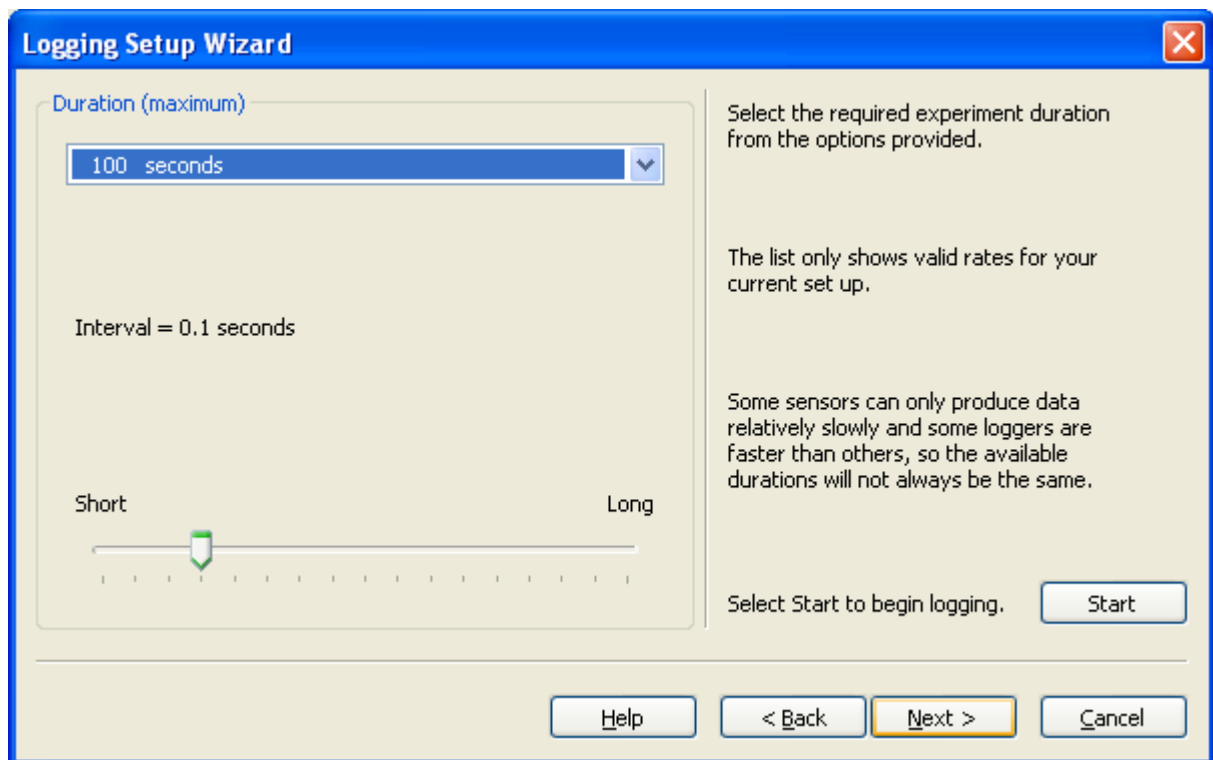 Logging Setup Wizard
Duration (maximum)
100 seconds
Interval = 0.1 seconds
Short Long
Select the required experiment duration
from the options provided.
The list only shows valid rates for your
current set up.
Some sensors can only produce data
relatively slowly and some loggers are
faster than others, so the available
durations will not always be the same.
Select Start to begin logging. Start
Help < Back Next > Cancel